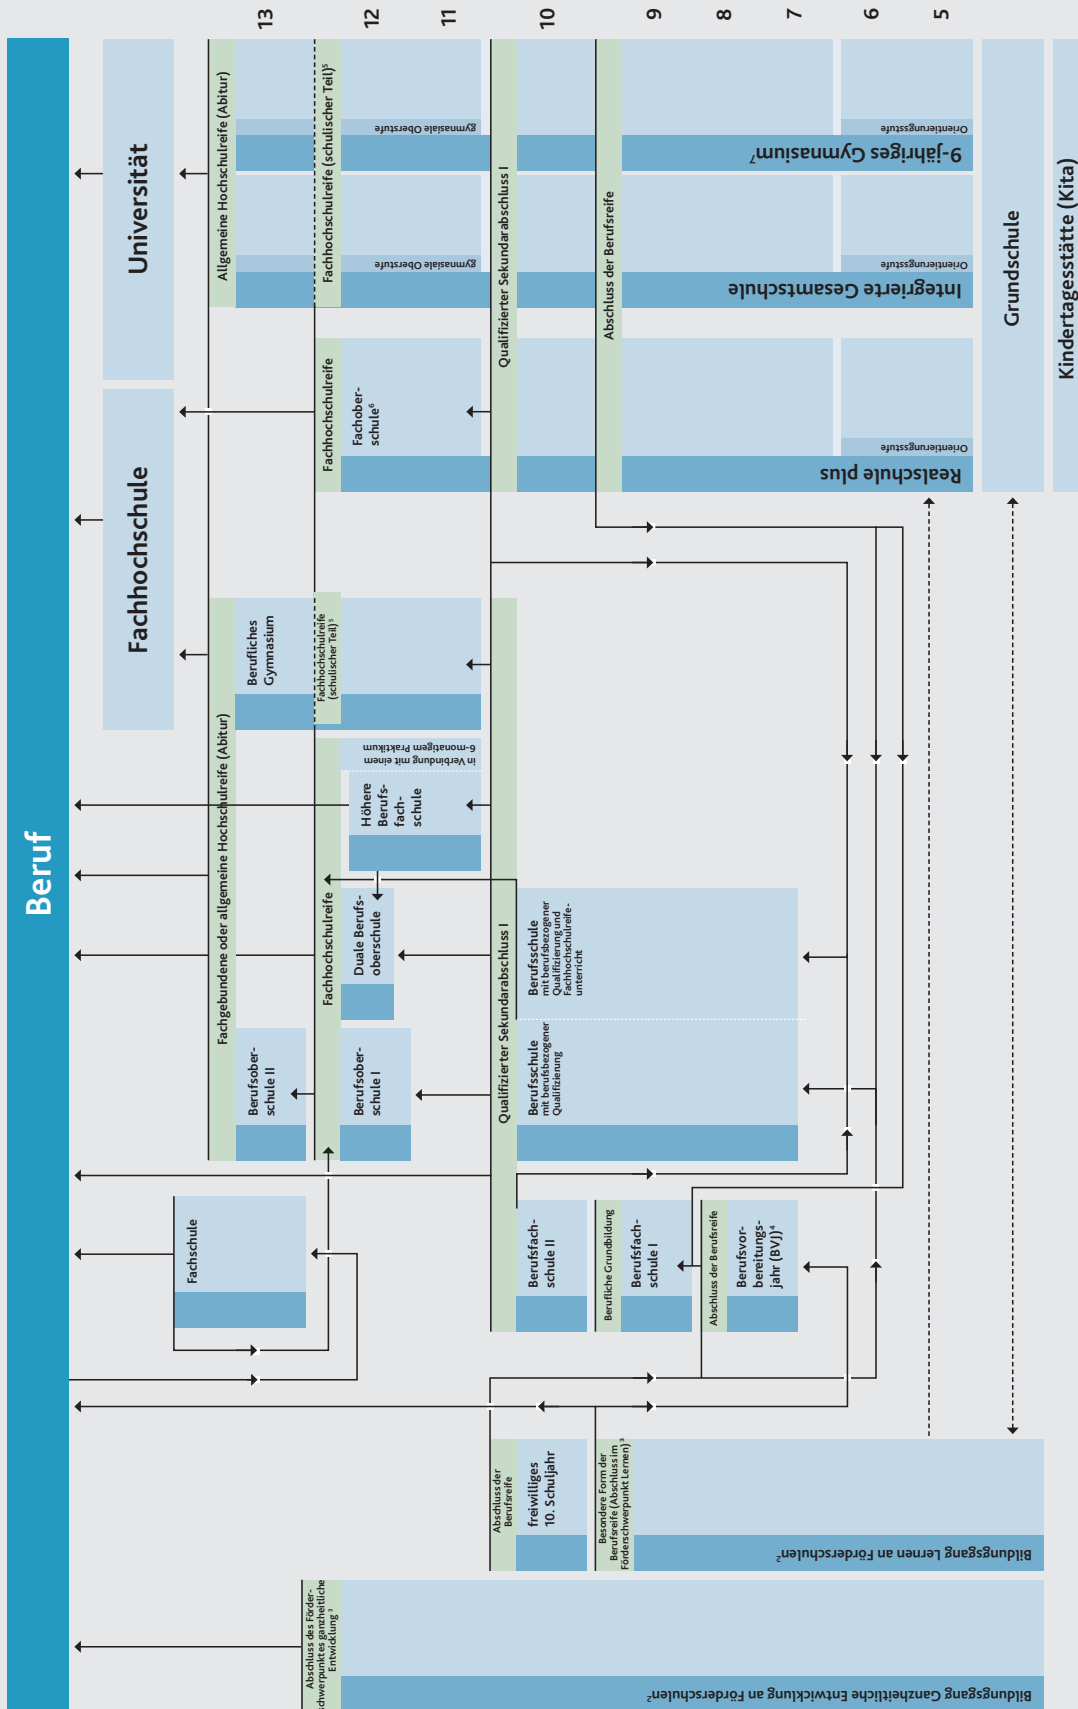 Beruf
Fachhochschule
Universität
Fachgebundene oder allgemeine Hochschulreife (Abitur)
Allgemeine Hochschulreife (Abitur)
13
12
11
10
9
8
7
6
5
Fachschule
Berufsober-
schule II
Berufliches
Gymnasium
Abschluss des Förder-
schwerpunktes ganzheitliche
Entwicklung ³
Fachhochschulreife
Fachhochschulreife
(schulischer Teil) ⁵
Fachhochschulreife
Fachhochschulreife (schulischer Teil)⁵
Berufsober-
schule I
Duale Berufs-
oberschule
Höhere
Berufs-
fach-
schule
in Verbindung mit einem
6-monatigem Praktikum
Fachober-
schule⁶
gymnasiale Oberstufe
gymnasiale Oberstufe
Abschluss der
Berufsreife
Qualifizierter Sekundarabschluss I
Qualifizierter Sekundarabschluss I
freiwilliges
10. Schuljahr
Berufsfach-
schule II
Berufsschule
mit berufsbezogener
Qualifizierung
Berufsschule
mit berufsbezogener
Qualifizierung und
Fachhochschulreife-
unterricht
Besondere Form der
Berufsreife (Abschluss im
Förderschwerpunkt Lernen) ³
Berufliche Grundbildung
Abschluss der Berufsreife
Berufsfach-
schule I
Abschluss der Berufsreife
Berufsvor-
bereitungs-
jahr (BVJ)⁴
Bildungsgang Ganzheitliche Entwicklung an Förderschulen²
Bildungsgang Lernen an Förderschulen²
Realschule plus
Orientierungsstufe
Integrierte Gesamtschule
Orientierungsstufe
9-jähriges Gymnasium⁷
Orientierungsstufe
Grundschule
Kindertagesstätte (Kita)